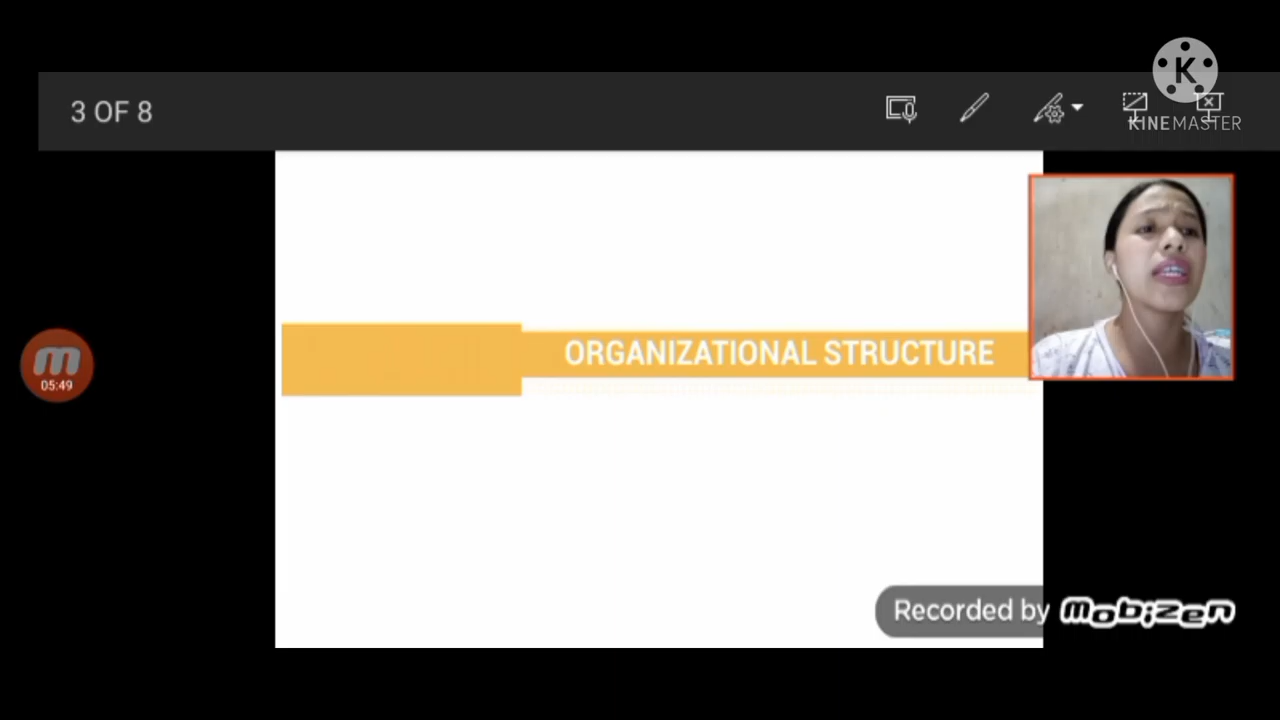 3 OF 8
K
KINEMASTER
ORGANIZATIONAL STRUCTURE
m
05:49
Recorded by mobizen